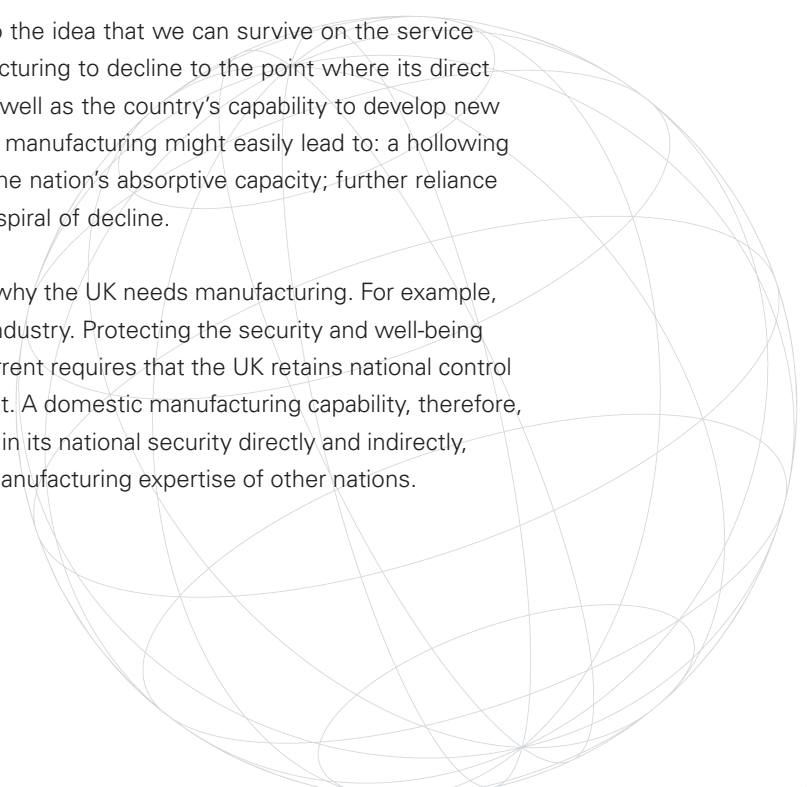 the idea that we can survive on the service
cturing to decline to the point where its direct
well as the country’s capability to develop new
manufacturing might easily lead to: a hollowing
he nation’s absorptive capacity; further reliance
spiral of decline.
why the UK needs manufacturing. For example,
ndustry. Protecting the security and well-being
rrent requires that the UK retains national control
t. A domestic manufacturing capability, therefore,
in its national security directly and indirectly,
anufacturing expertise of other nations.